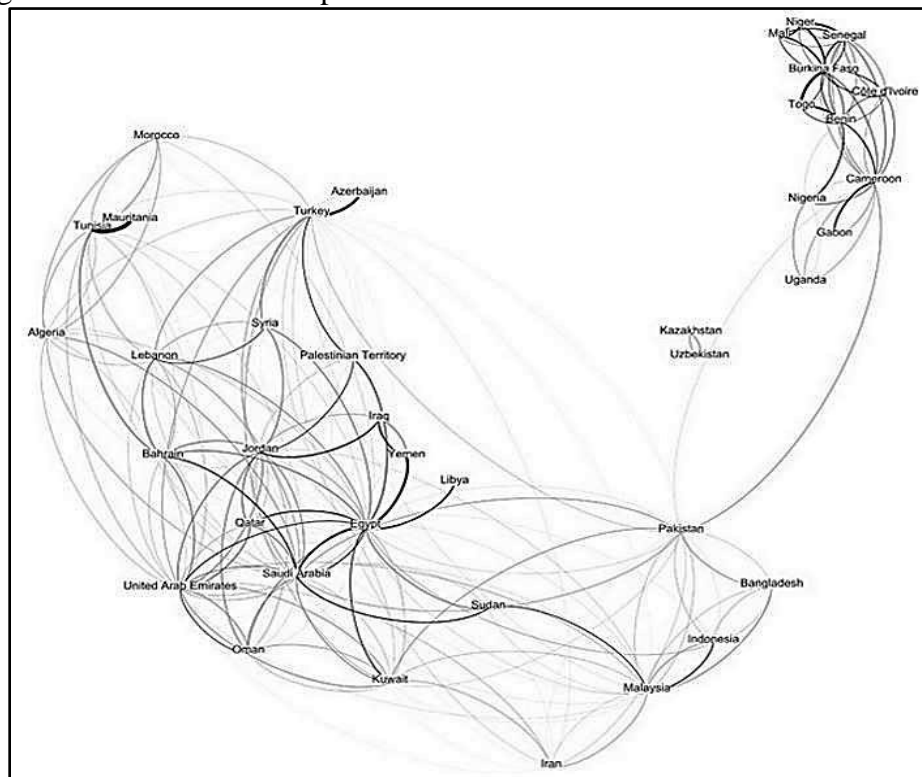 Niger
Mali
Senegal
Burkina Faso
Côte d'Ivoire
Togo
Benin
Morocco
Cameroon
Azerbaijan
Nigeria
Turkey
Mauritania
Tunisia
Gabon
Uganda
Syria
Algeria
Kazakhstan
Lebanon
Palestinian Territory
Uzbekistan
Iraq
Jordan
Bahrain
Yemen
Libya
Qatar
Egypt
Pakistan
Saudi Arabia
United Arab Emirates
Bangladesh
Sudan
Indonesia
Oman
Kuwait
Malaysia
Iran